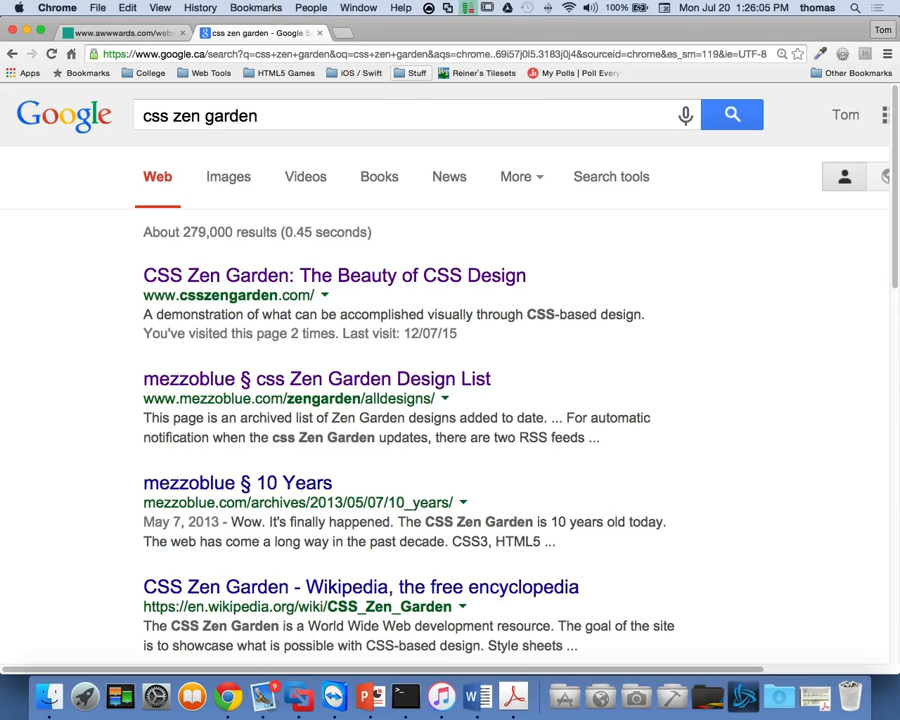 Chrome File Edit View History Bookmarks People Window Help 100% Mon Jul 20 1:26:05 PM thomas
www.awwwards.com/web css zen garden - Google S Tom
https://www.google.ca/search?q=css+zen+garden&oq=css+zen+garden&aqs=chrome..69i57j0l5.3183j0j4&sourceid=chrome&es_sm=119&ie=UTF-8
Apps Bookmarks College Web Tools HTML5 Games iOS / Swift Stuff Reiner's Tilesets My Polls | Poll Every Other Bookmarks
Google css zen garden Tom
Web Images Videos Books News More Search tools
About 279,000 results (0.45 seconds)
CSS Zen Garden: The Beauty of CSS Design
www.csszengarden.com/
A demonstration of what can be accomplished visually through CSS-based design.
You've visited this page 2 times. Last visit: 12/07/15
mezzoblue § css Zen Garden Design List
www.mezzoblue.com/zengarden/alldesigns/
This page is an archived list of Zen Garden designs added to date. ... For automatic
notification when the css Zen Garden updates, there are two RSS feeds ...
mezzoblue § 10 Years
mezzoblue.com/archives/2013/05/07/10_years/
May 7, 2013 - Wow. It's finally happened. The CSS Zen Garden is 10 years old today.
The web has come a long way in the past decade. CSS3, HTML5 ...
CSS Zen Garden - Wikipedia, the free encyclopedia
https://en.wikipedia.org/wiki/CSS_Zen_Garden
The CSS Zen Garden is a World Wide Web development resource. The goal of the site
is to showcase what is possible with CSS-based design. Style sheets ...
9